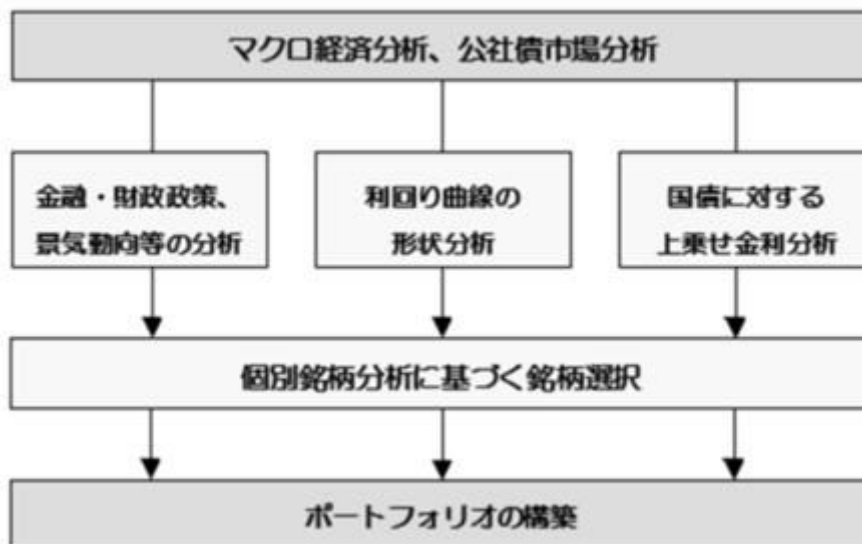 マクロ経済分析、公社債市場分析
金融・財政政策、
景気動向等の分析
利回り曲線の
形状分析
国債に対する
上乗せ金利分析
個別銘柄分析に基づく銘柄選択
ポートフォリオの構築